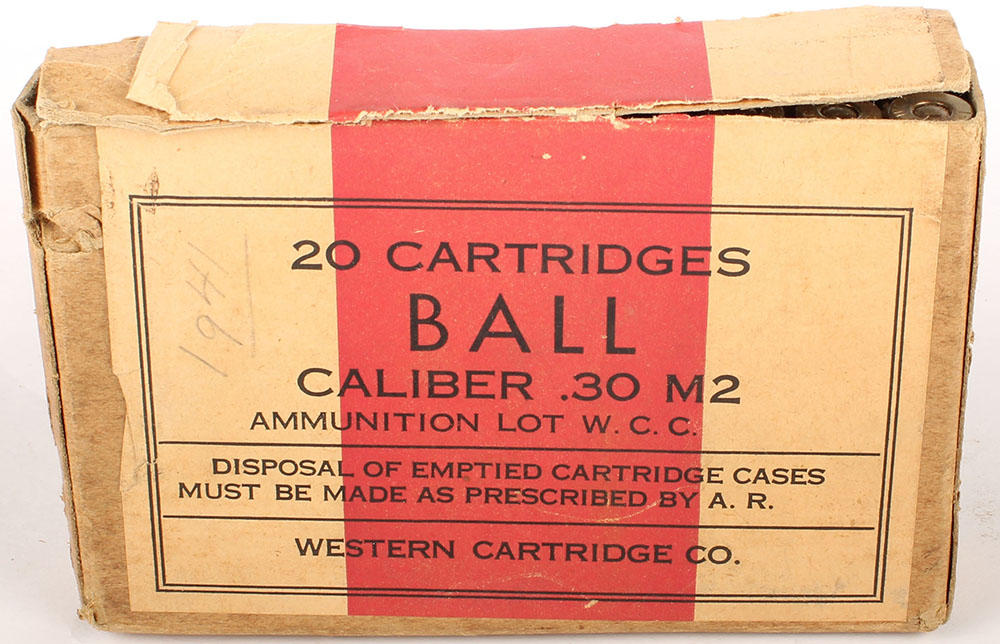 20 CARTRIDGES
BALL
1941
CALIBER .30 M2
AMMUNITION LOT W. C. C.
DISPOSAL OF EMPTIED CARTRIDGE CASES
MUST BE MADE AS PRESCRIBED BY A. R.
WESTERN CARTRIDGE CO.